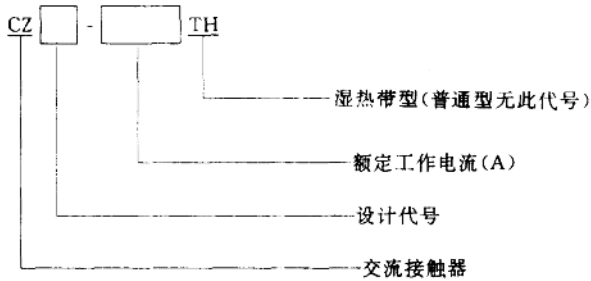 CZ□-□TH
湿热带型(普通型无此代号)
额定工作电流(A)
设计代号
交流接触器